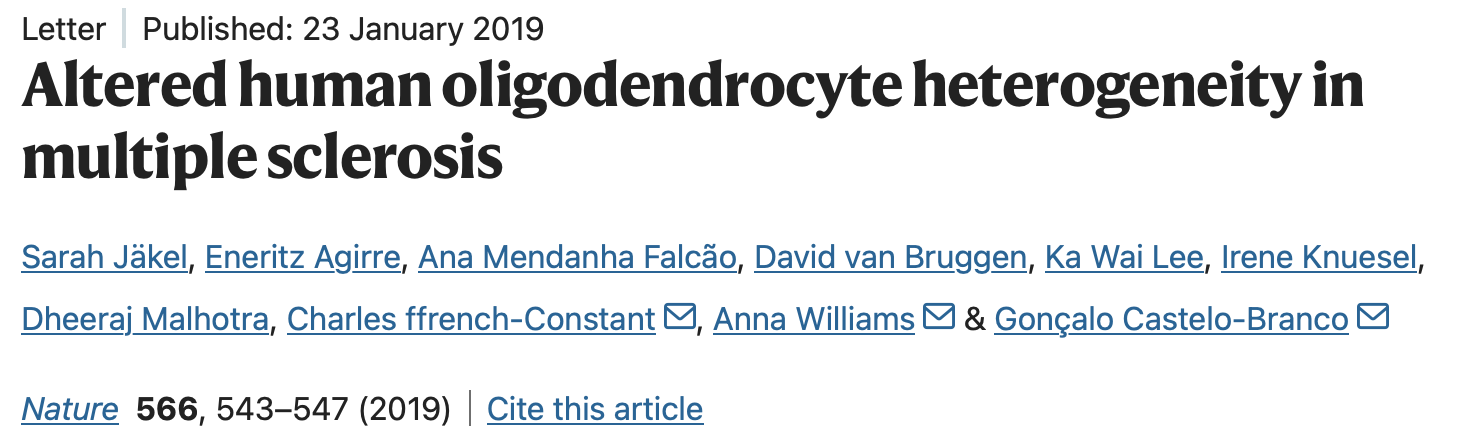 Letter | Published: 23 January 2019
Altered human oligodendrocyte heterogeneity in
multiple sclerosis
Sarah Jäkel, Eneritz Agirre, Ana Mendanha Falcão, David van Bruggen, Ka Wai Lee, Irene Knuesel,
Dheeraj Malhotra, Charles ffrench-Constant, Anna Williams & Gonçalo Castelo-Branco
Nature 566, 543–547 (2019) | Cite this article